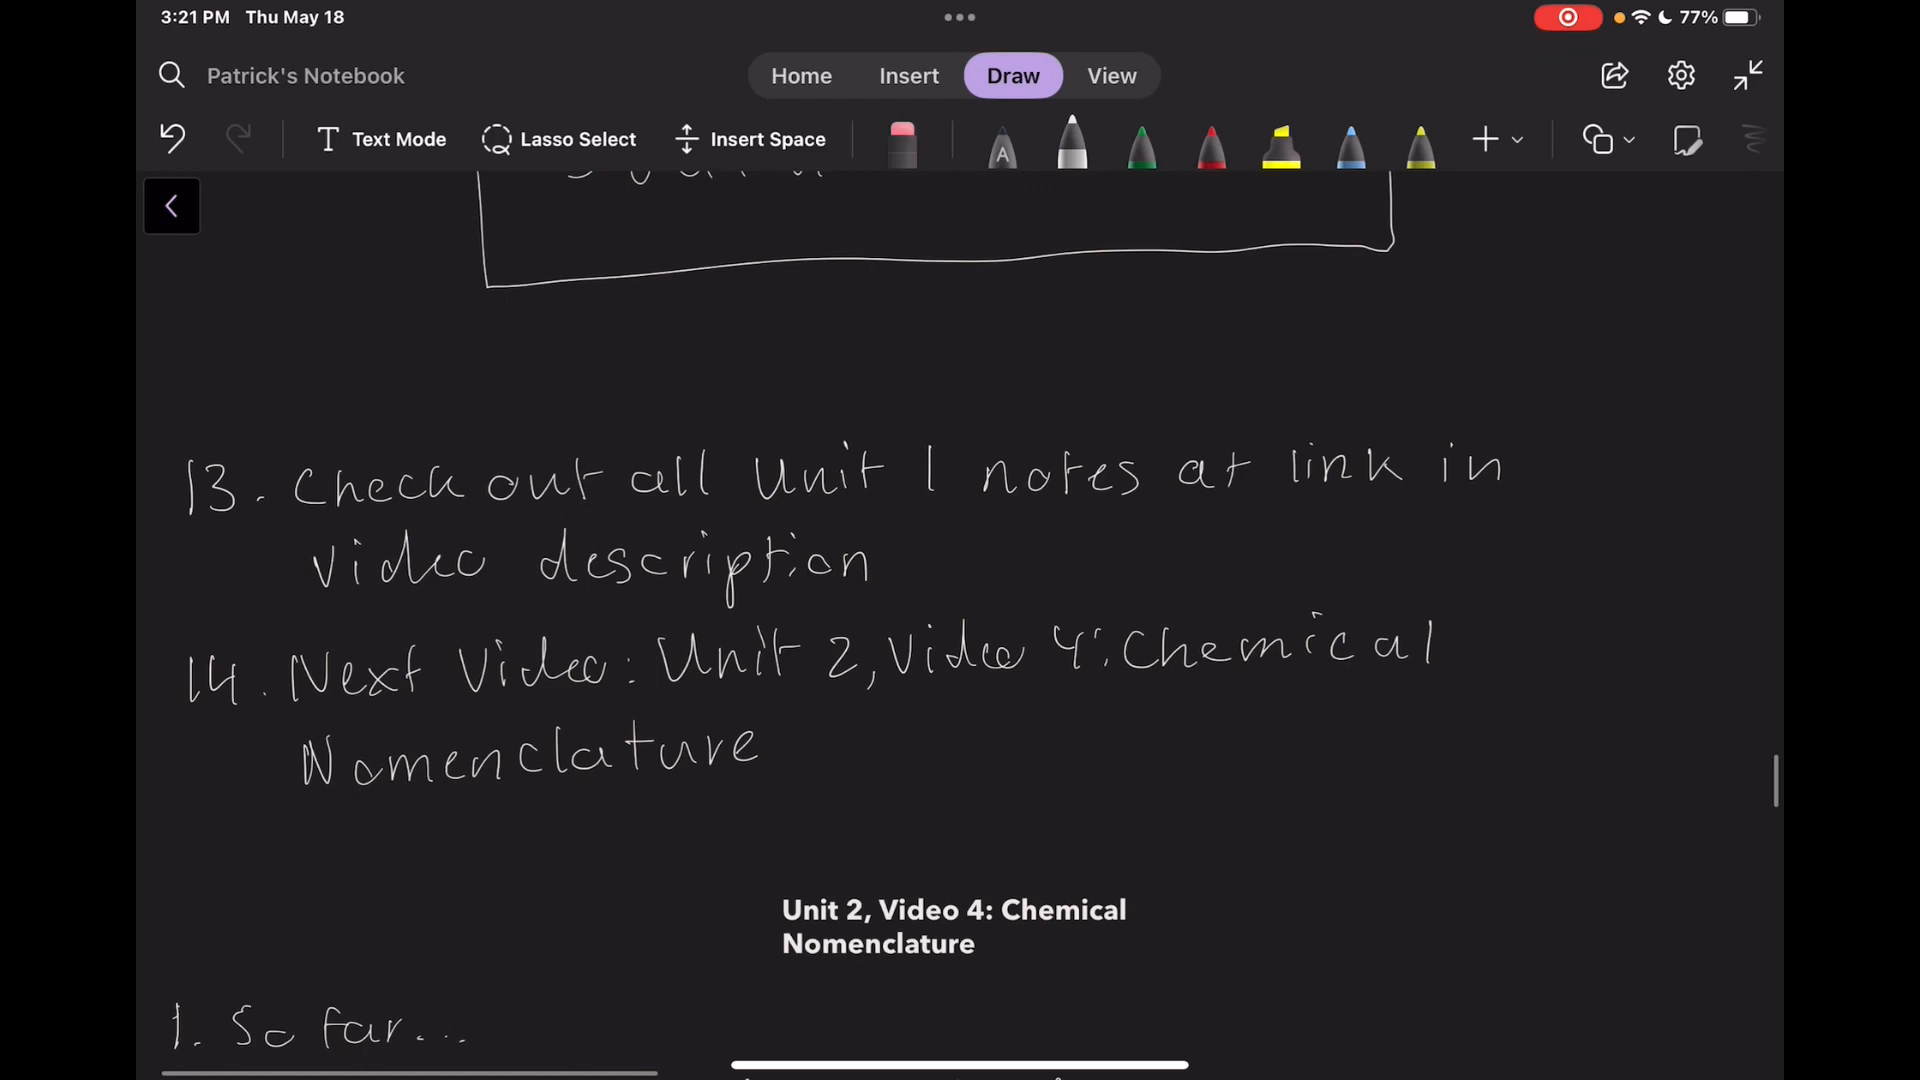 3:21 PM Thu May 18
77%
Patrick's Notebook
Home Insert Draw View
Text Mode Lasso Select Insert Space
A
13. Check out all Unit 1 notes at link in
video description
14. Next Video: Unit 2, Video 4: Chemical
Nomenclature
Unit 2, Video 4: Chemical
Nomenclature
1. So far...